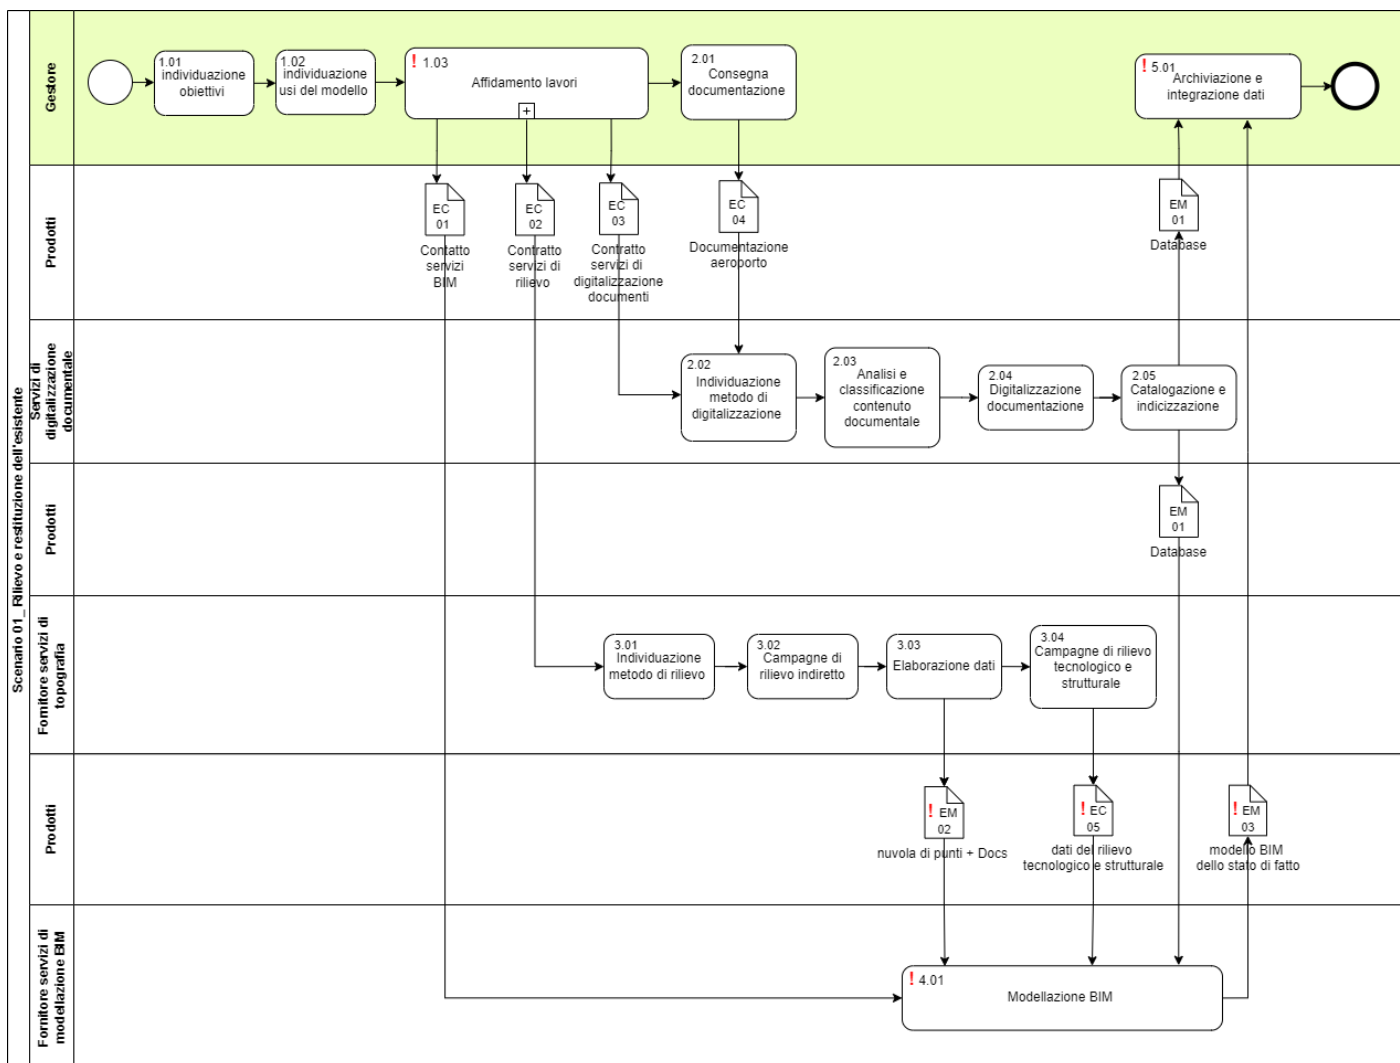 Scenario 01_ Rilievo e restituzione dell'esistente
Gestore
1.01
individuazione
obiettivi
1.02
individuazione
usi del modello
! 1.03
Affidamento lavori
+
2.01
Consegna
documentazione
! 5.01
Archiviazione e
integrazione dati
Prodotti
EC
01
Contatto
servizi
BIM
EC
02
Contratto
servizi di
rilievo
EC
03
Contratto
servizi di
digitalizzazione
documenti
EC
04
Documentazione
aeroporto
EM
01
Database
Servizi di
digitalizzazione
documentale
2.02
Individuazione
metodo di
digitalizzazione
2.03
Analisi e
classificazione
contenuto
documentale
2.04
Digitalizzazione
documentazione
2.05
Catalogazione e
indicizzazione
Prodotti
EM
01
Database
Fornitore servizi di
topografia
3.01
Individuazione
metodo di rilievo
3.02
Campagne di
rilievo indiretto
3.03
Elaborazione dati
3.04
Campagne di rilievo
tecnologico e
strutturale
Prodotti
! EM
02
nuvola di punti + Docs
! EC
05
dati del rilievo
tecnologico e strutturale
! EM
03
modello BIM
dello stato di fatto
Fornitore servizi di
modellazione BIM
! 4.01
Modellazione BIM